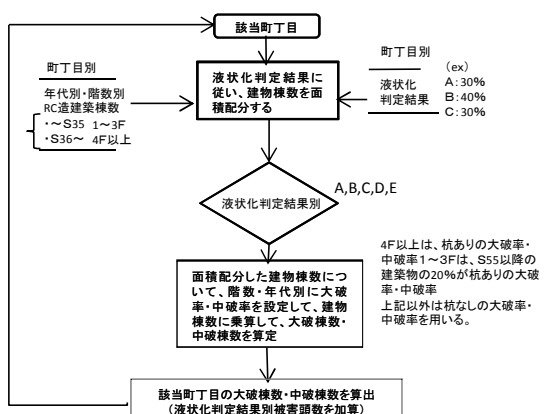 該当町丁目
町丁目別
年代別・階数別
RC造建築棟数
・～S35 1～3F
・S36～ 4F以上
液状化判定結果に
従い、建物棟数を面
積配分する
町丁目別
(ex)
液状化
判定結果
A:30%
B:40%
C:30%
液状化判定結果別
A,B,C,D,E
面積配分した建物棟数につ
いて、階数・年代別に大破
率・中破率を設定して、建物
棟数に乗算して、大破棟数・
中破棟数を算定
4F以上は、杭ありの大破率・
中破率1～3Fは、S55以降の
建築物の20%が杭ありの大破
率・中破率
上記以外は杭なしの大破率・
中破率を用いる。
該当町丁目の大破棟数・中破棟数を算出
(液状化判定結果別被害頭数を加算)